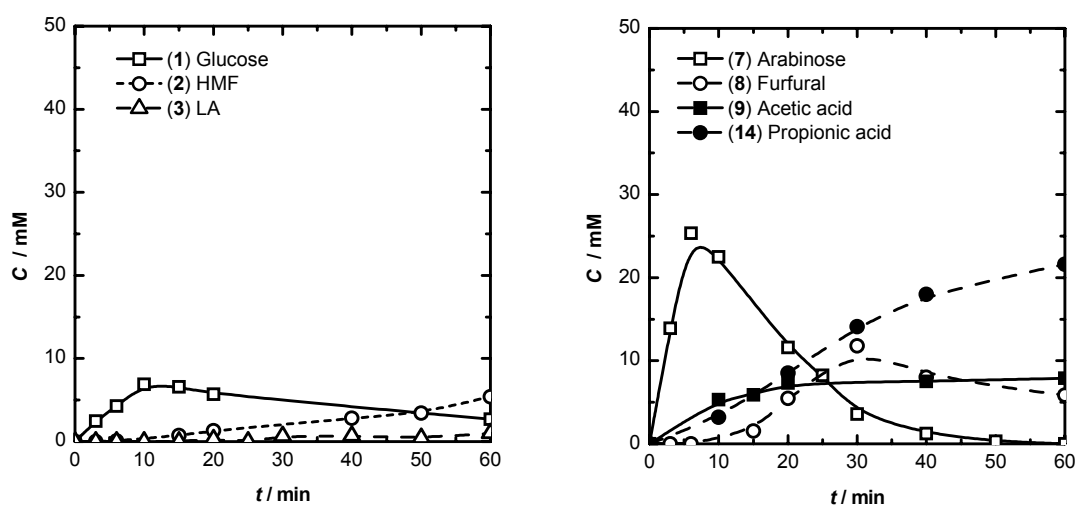 50
40
30
20
10
0
C / mM
(1) Glucose
(2) HMF
(3) LA
0 10 20 30 40 50 60
t / min
50
40
30
20
10
0
C / mM
(7) Arabinose
(8) Furfural
(9) Acetic acid
(14) Propionic acid
0 10 20 30 40 50 60
t / min